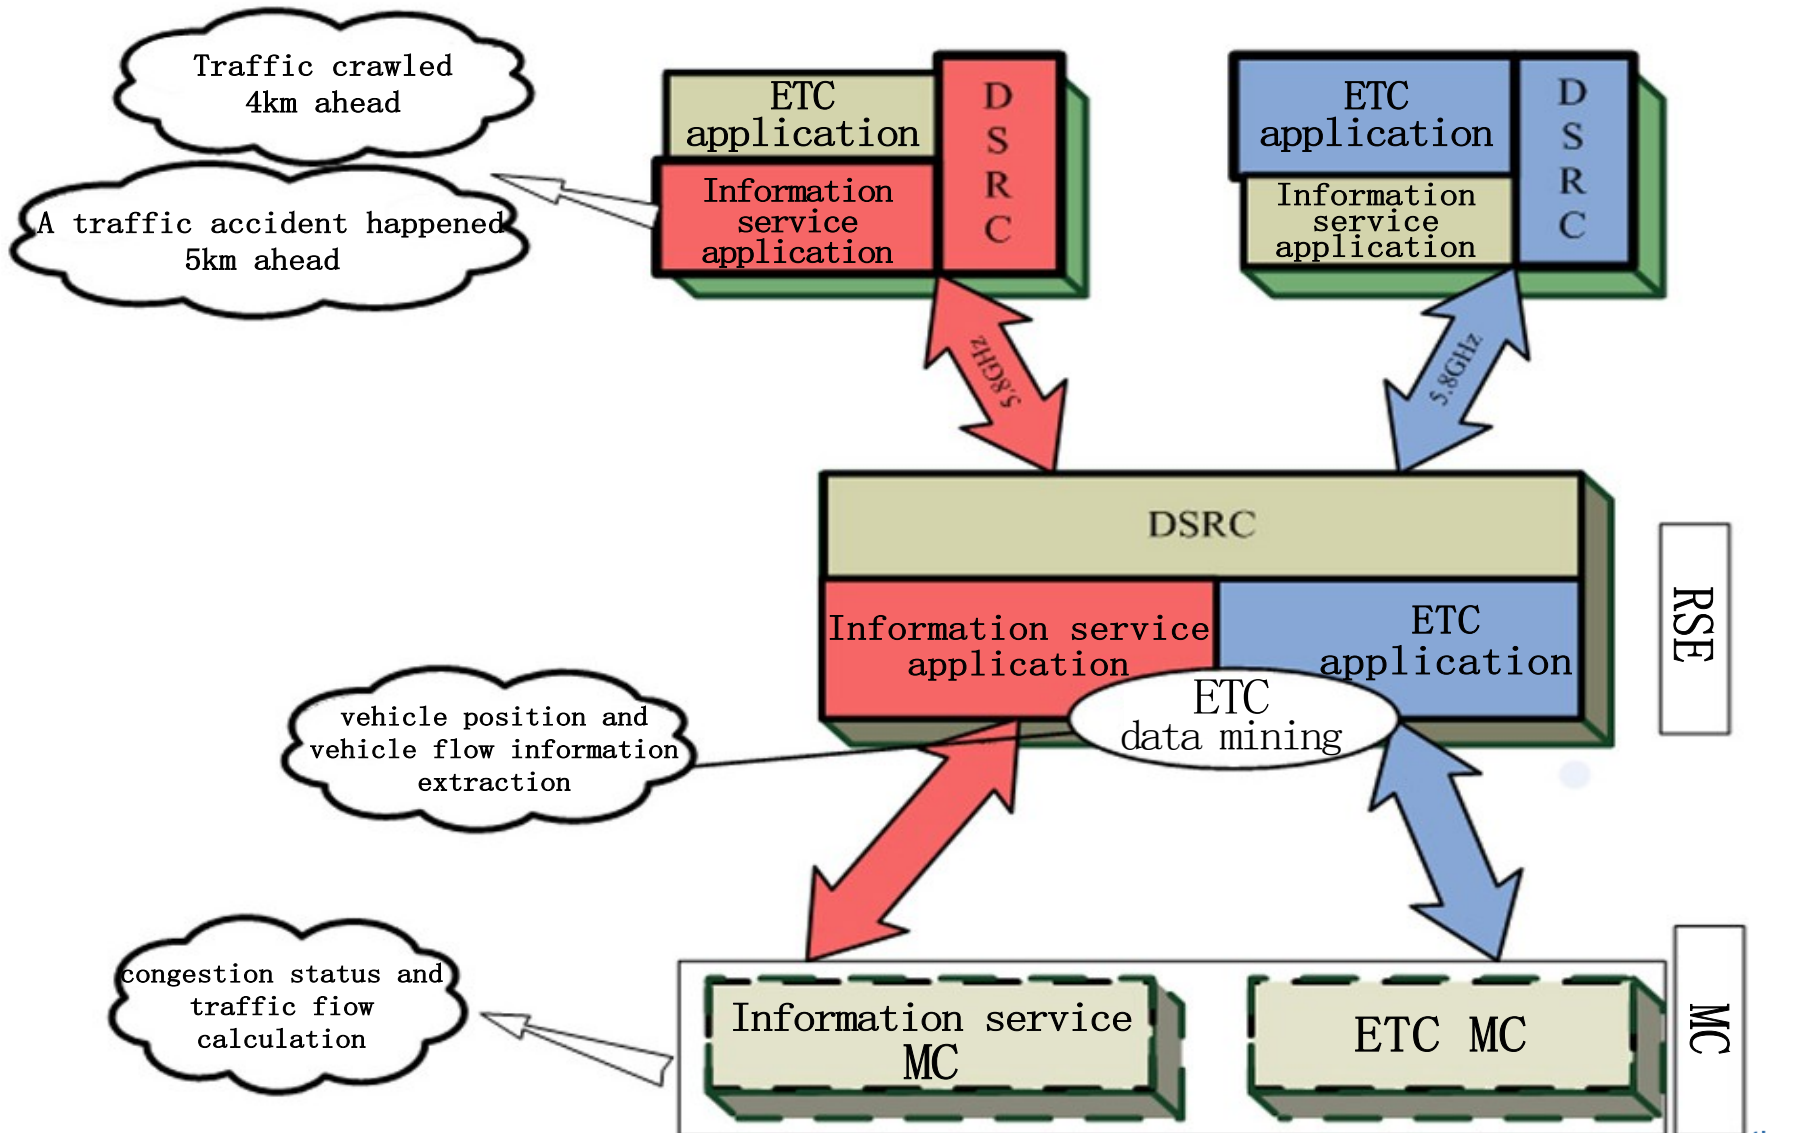 Traffic crawled
4km ahead
A traffic accident happened
5km ahead
ETC
application
Information
service
application
D
S
R
C
ETC
application
Information
service
application
D
S
R
C
5.8GHz
5.8GHz
DSRC
Information service
application
ETC
application
RSE
ETC
data mining
vehicle position and
vehicle flow information
extraction
congestion status and
traffic flow
calculation
Information service
MC
ETC MC
MC